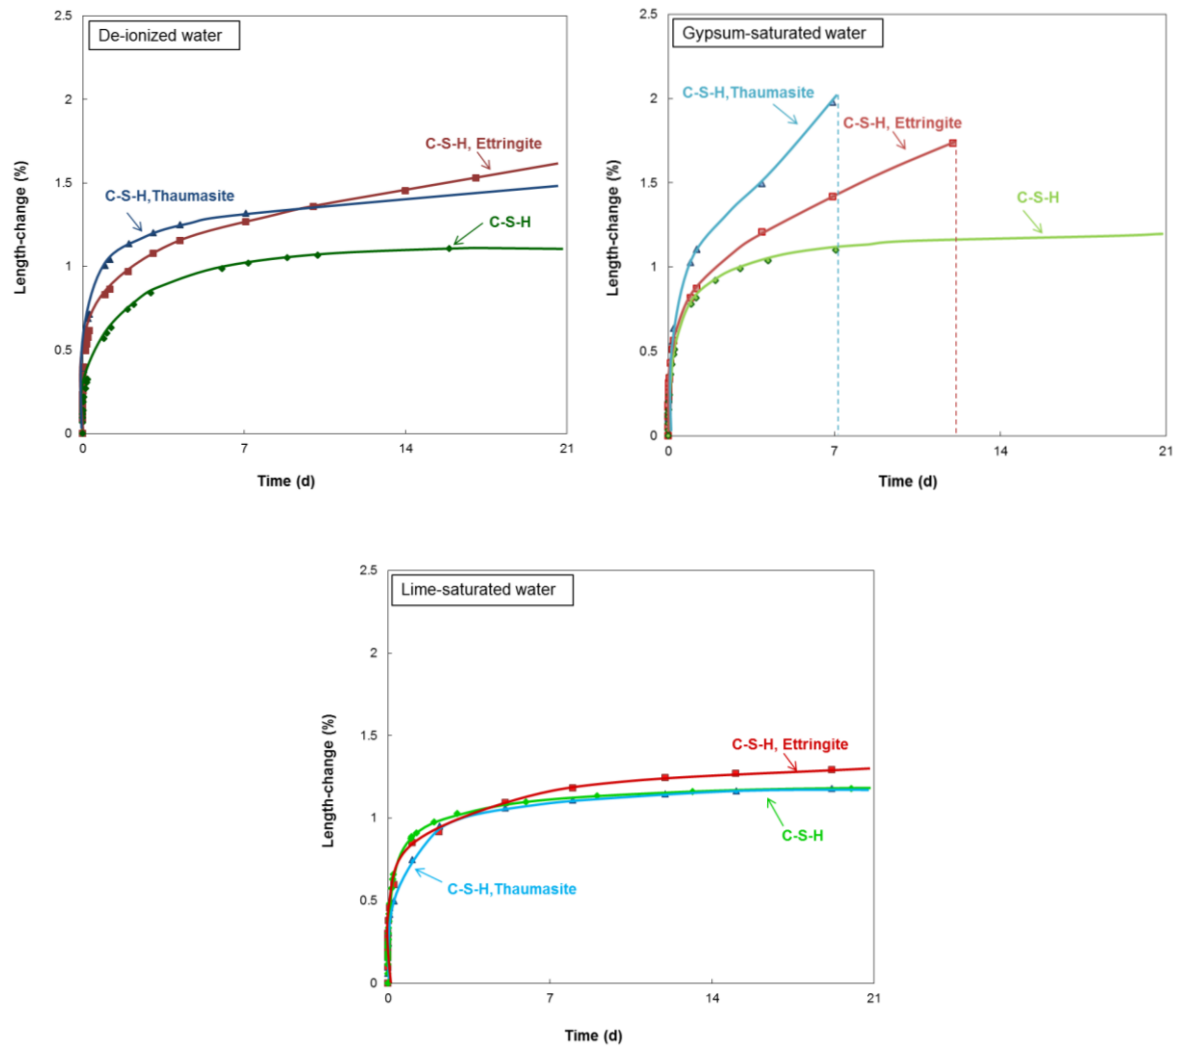 De-ionized water
2.5
2
1.5
1
0.5
0
0
7
14
21
Length-change (%)
Time (d)
C-S-H, Ettringite
C-S-H,Thaumasite
C-S-H
Gypsum-saturated water
2.5
2
1.5
1
0.5
0
0
7
14
21
Length-change (%)
Time (d)
C-S-H,Thaumasite
C-S-H, Ettringite
C-S-H
Lime-saturated water
2.5
2
1.5
1
0.5
0
0
7
14
21
Length-change (%)
Time (d)
C-S-H, Ettringite
C-S-H
C-S-H,Thaumasite